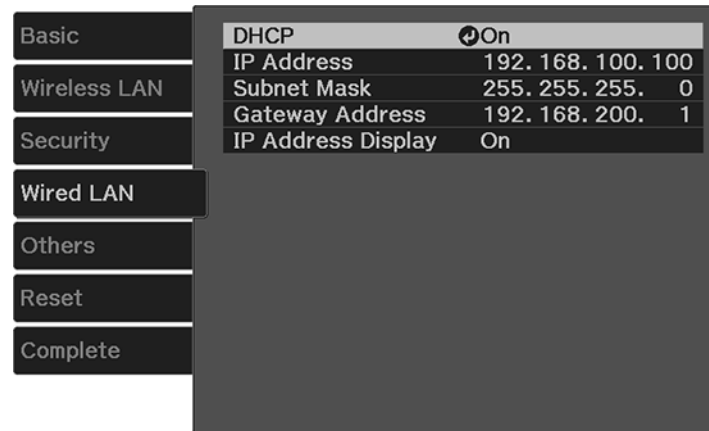 Basic
Wireless LAN
Security
Wired LAN
Others
Reset
Complete
DHCP On
IP Address 192.168.100.100
Subnet Mask 255.255.255. 0
Gateway Address 192.168.200. 1
IP Address Display On